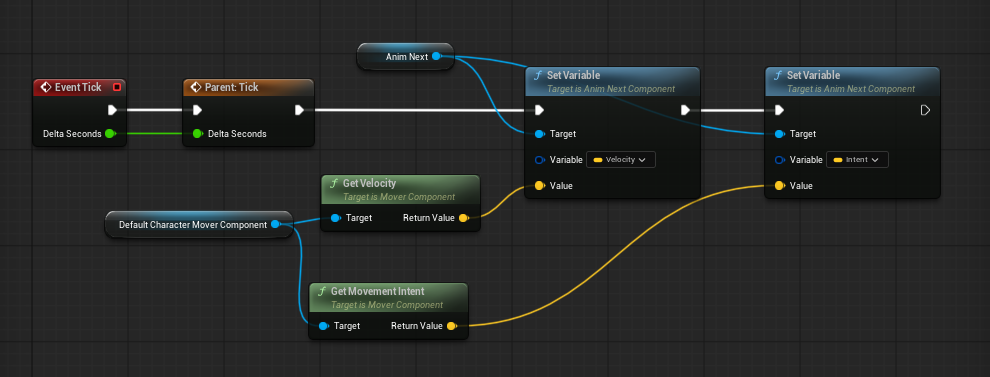 Anim Next
Event Tick
Delta Seconds
Parent: Tick
Delta Seconds
Set Variable
Target is Anim Next Component
Target
Variable Velocity
Value
Set Variable
Target is Anim Next Component
Target
Variable Intent
Value
Default Character Mover Component
Get Velocity
Target is Mover Component
Target Return Value
Get Movement Intent
Target is Mover Component
Target Return Value